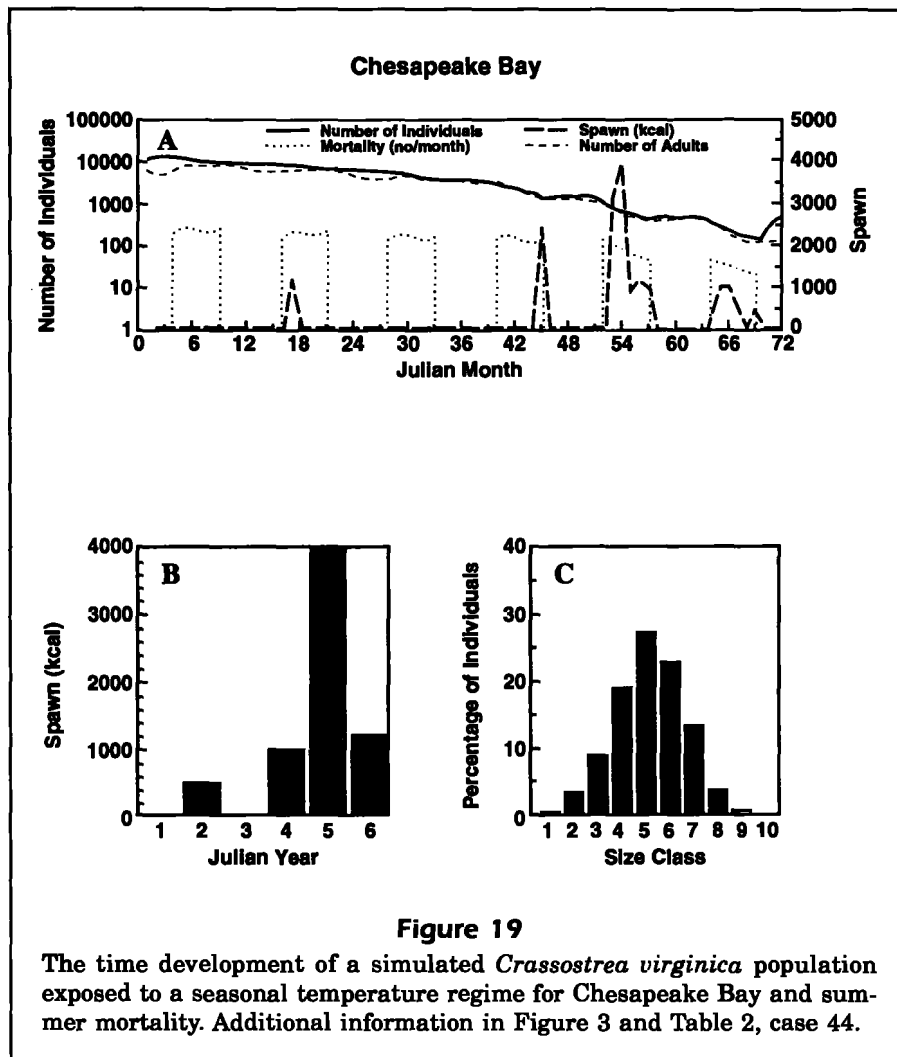 Chesapeake Bay
A
Number of Individuals
Spawn (kcal)
Mortality (no/month)
Number of Adults
100000
10000
1000
100
10
1
Number of Individuals
5000
4000
3000
2000
1000
0
Spawn
0 6 12 18 24 30 36 42 48 54 60 66 72
Julian Month
B
4000
3000
2000
1000
0
Spawn (kcal)
1 2 3 4 5 6
Julian Year
C
40
30
20
10
0
Percentage of Individuals
1 2 3 4 5 6 7 8 9 10
Size Class
Figure 19
The time development of a simulated Crassostrea virginica population
exposed to a seasonal temperature regime for Chesapeake Bay and sum-
mer mortality. Additional information in Figure 3 and Table 2, case 44.